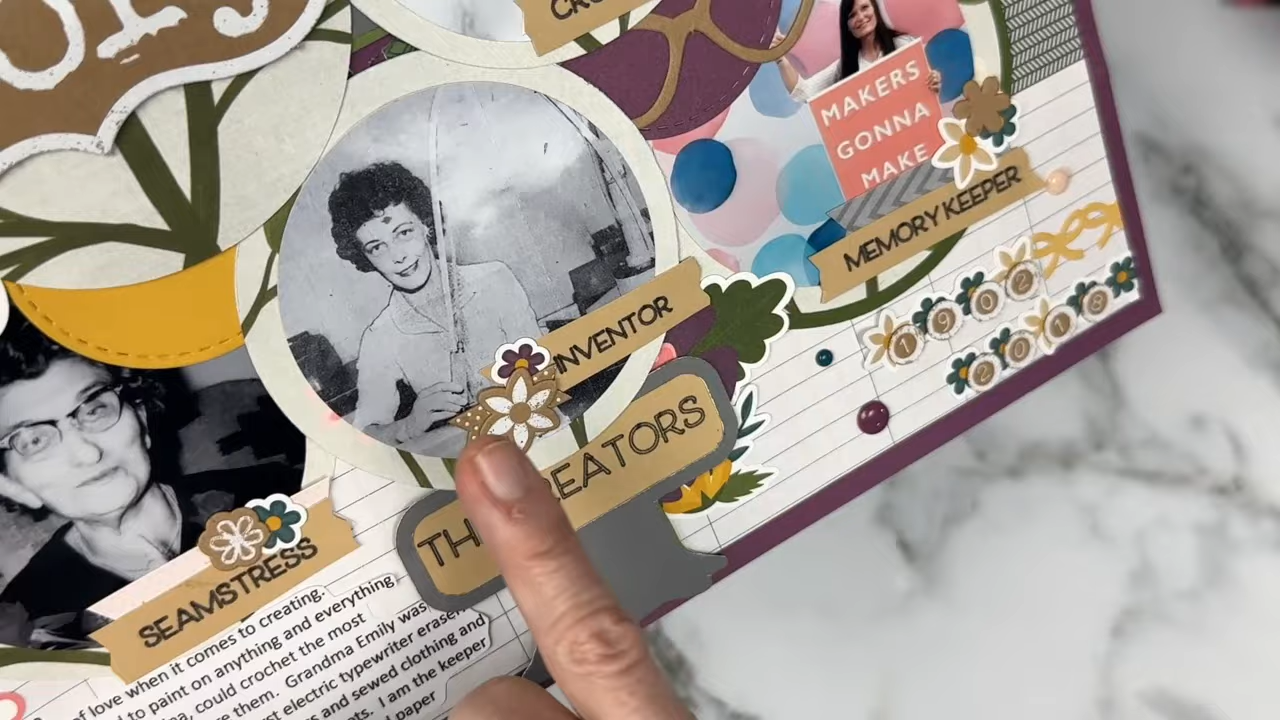 MAKERS
GONNA
MAKE
MEMORY KEEPER
1902
2018
INVENTOR
EATORS
TH
SEAMSTRESS
of love when it comes to creating.
to paint on anything and everything
could crochet the most
them. Grandma Emily was
electric typewriter eraser,
and sewed clothing and
I am the keeper
paper